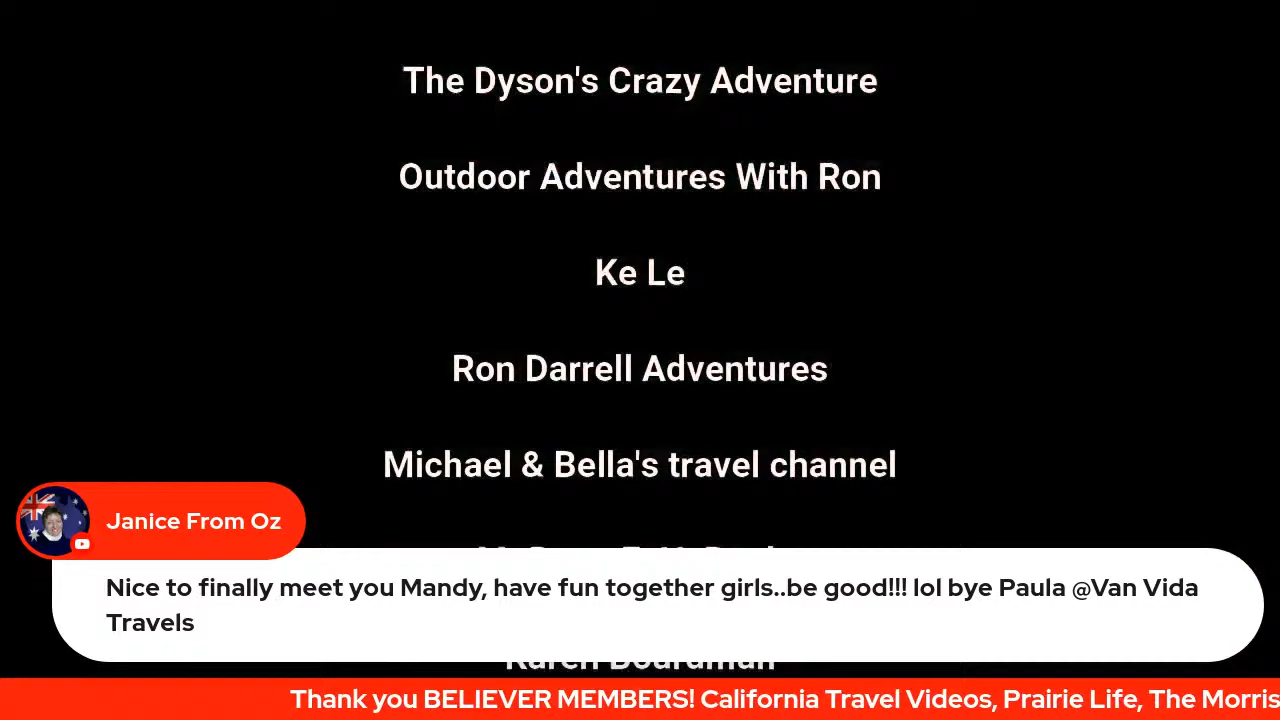 The Dyson's Crazy Adventure
Outdoor Adventures With Ron
Ke Le
Ron Darrell Adventures
Michael & Bella's travel channel
Janice From Oz
Nice to finally meet you Mandy, have fun together girls..be good!!! lol bye Paula @Van Vida
Travels
Karen Boardman
Thank you BELIEVER MEMBERS! California Travel Videos, Prairie Life, The Morris